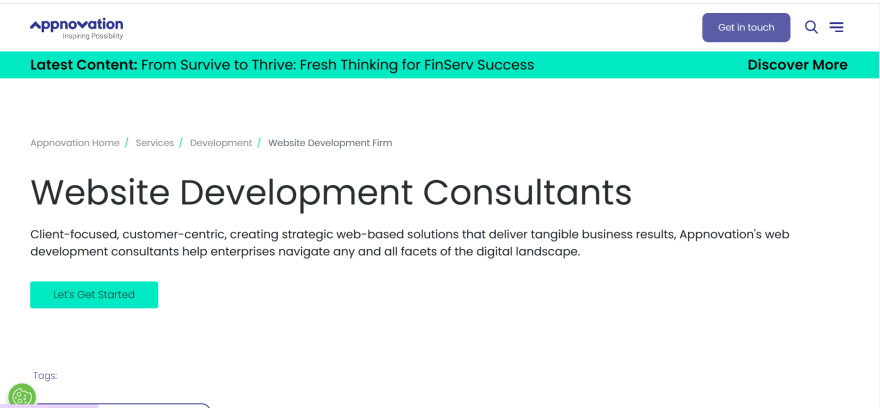 Appnovation
Inspiring Possibility
Get in touch
Latest Content: From Survive to Thrive: Fresh Thinking for FinServ Success
Discover More
Appnovation Home / Services / Development / Website Development Firm
Website Development Consultants
Client-focused, customer-centric, creating strategic web-based solutions that deliver tangible business results, Appnovation's web
development consultants help enterprises navigate any and all facets of the digital landscape.
Let's Get Started
Tags: